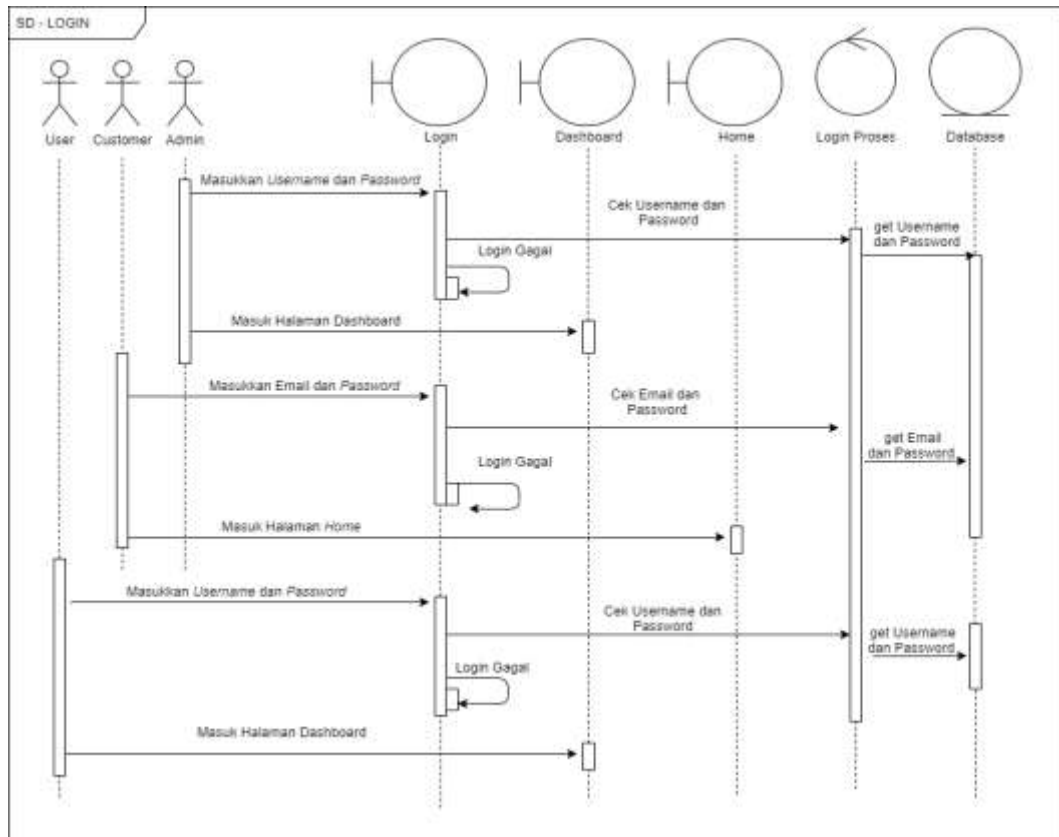 SD - LOGIN
User
Customer
Admin
Login
Dashboard
Home
Login Proses
Database
Masukkan Username dan Password
Cek Username dan
Password
get Username
dan Password
Login Gagal
Masuk Halaman Dashboard
Masukkan Email dan Password
Cek Email dan
Password
get Email
dan Password
Login Gagal
Masuk Halaman Home
Masukkan Username dan Password
Cek Username dan
Password
get Username
dan Password
Login Gagal
Masuk Halaman Dashboard